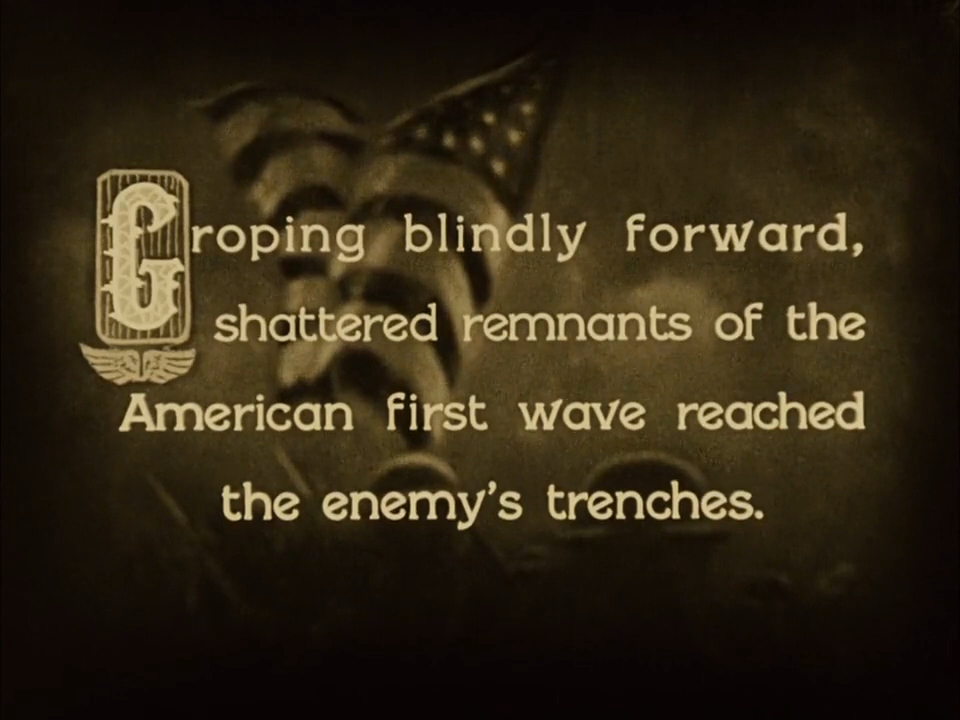 Groping blindly forward,
shattered remnants of the
American first wave reached
the enemy's trenches.